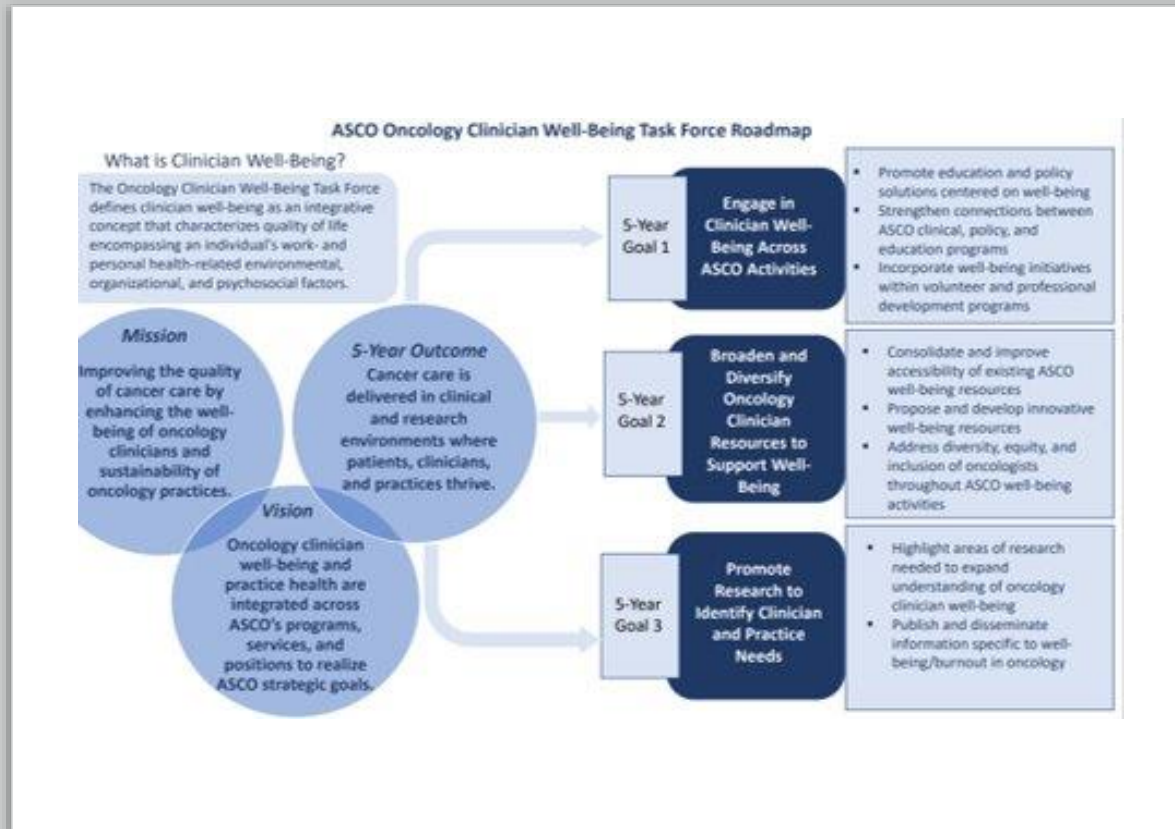 ASCO Oncology Clinician Well-Being Task Force Roadmap
What is Clinician Well-Being?
The Oncology Clinician Well-Being Task Force
defines clinician well-being as an integrative
concept that characterizes quality of life
encompassing an individual's work- and
personal health-related environmental,
organizational, and psychosocial factors.
Mission
Improving the quality
of cancer care by
enhancing the well-
being of oncology
clinicians and
sustainability of
oncology practices.
5-Year Outcome
Cancer care is
delivered in clinical
and research
environments where
patients, clinicians,
and practices thrive.
Vision
Oncology clinician
well-being and
practice health are
integrated across
ASCO's programs,
services, and
positions to realize
ASCO strategic goals.
5-Year
Goal 1
Engage in
Clinician Well-
Being Across
ASCO Activities
▪ Promote education and policy
solutions centered on well-being
▪ Strengthen connections between
ASCO clinical, policy, and
education programs
▪ Incorporate well-being initiatives
within volunteer and professional
development programs
5-Year
Goal 2
Broaden and
Diversify
Oncology
Clinician
Resources to
Support Well-
Being
▪ Consolidate and improve
accessibility of existing ASCO
well-being resources
▪ Propose and develop innovative
well-being resources
▪ Address diversity, equity, and
inclusion of oncologists
throughout ASCO well-being
activities
5-Year
Goal 3
Promote
Research to
Identify Clinician
and Practice
Needs
▪ Highlight areas of research
needed to expand
understanding of oncology
clinician well-being
▪ Publish and disseminate
information specific to well-
being/burnout in oncology